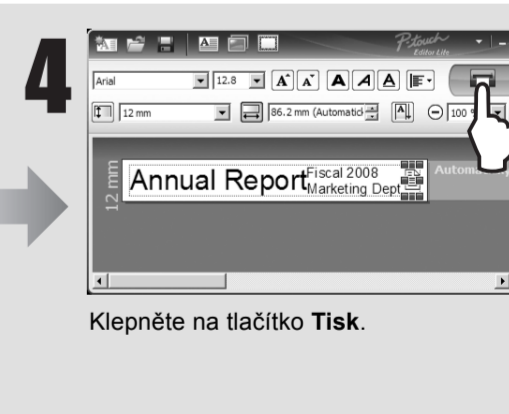 4
P-touch
Editor Lite
Arial 12.8 A A A A A
12 mm 86.2 mm (Automatic) A 100
12 mm
Annual Report
Fiscal 2008
Marketing Dept
Klepněte na tlačítko Tisk.